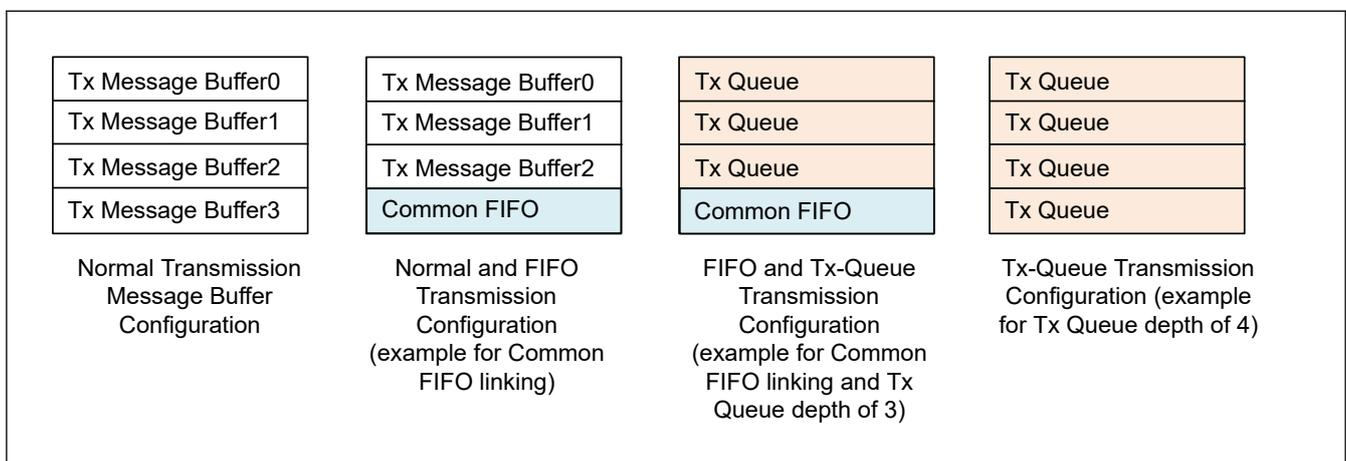 Tx Message Buffer0
Tx Message Buffer1
Tx Message Buffer2
Tx Message Buffer3
Normal Transmission
Message Buffer
Configuration
Tx Message Buffer0
Tx Message Buffer1
Tx Message Buffer2
Common FIFO
Normal and FIFO
Transmission
Configuration
(example for Common
FIFO linking)
Tx Queue
Tx Queue
Tx Queue
Common FIFO
FIFO and Tx-Queue
Transmission
Configuration
(example for Common
FIFO linking and Tx
Queue depth of 3)
Tx Queue
Tx Queue
Tx Queue
Tx Queue
Tx-Queue Transmission
Configuration (example
for Tx Queue depth of 4)